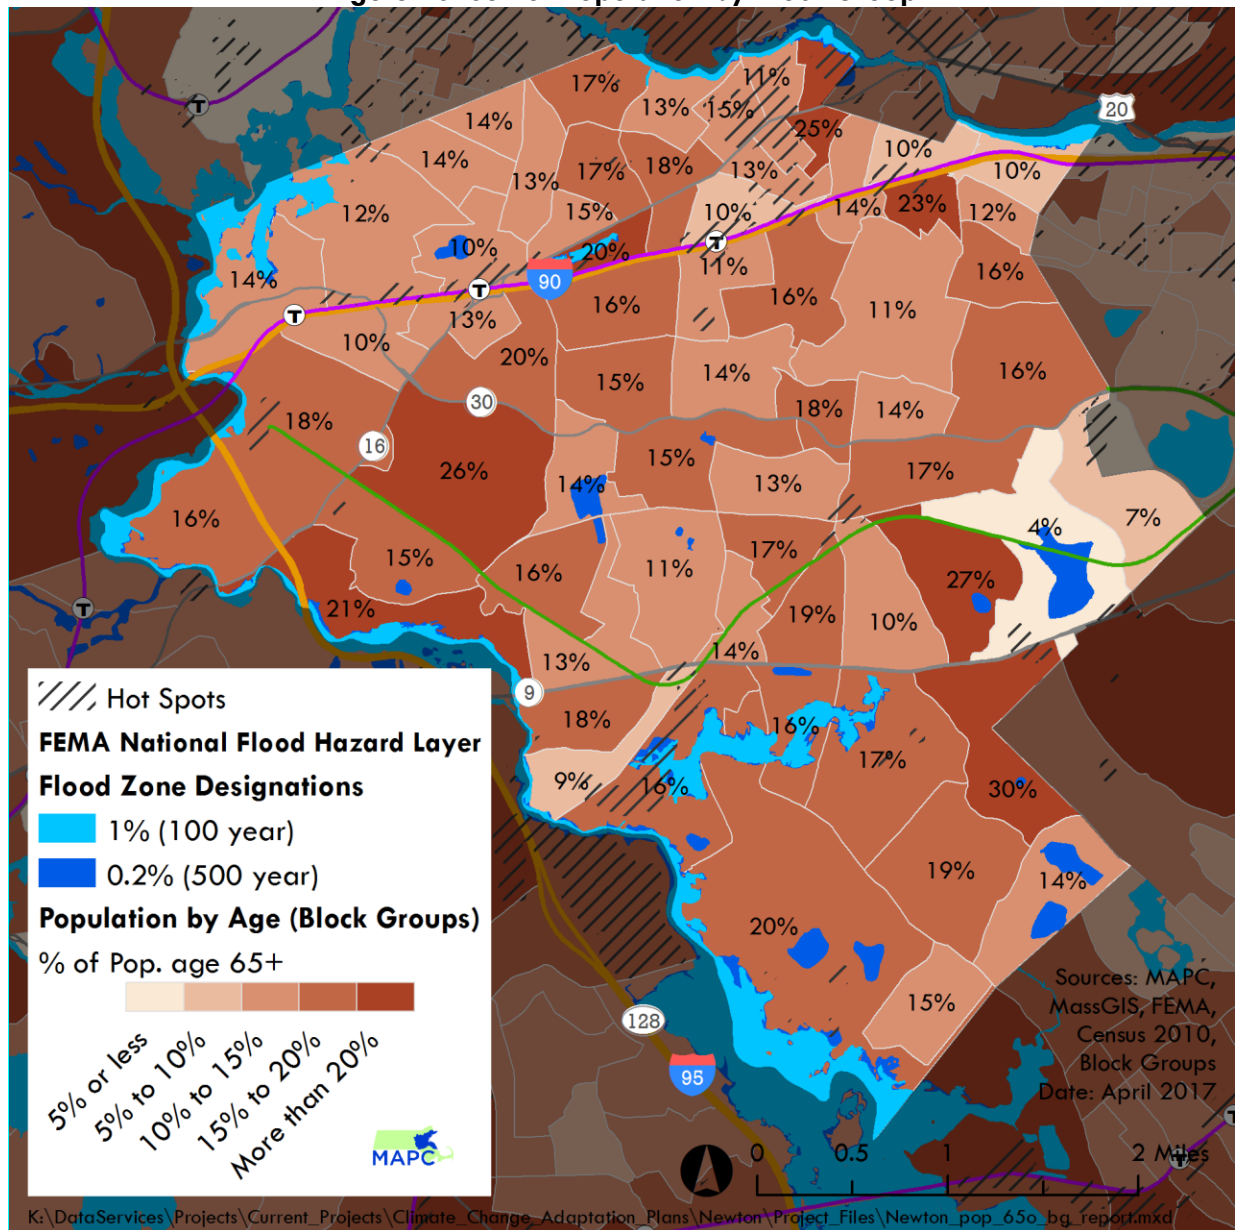 17%
11%
13%
15%
14%
25%
20
14%
10%
17%
18%
13%
10%
13%
12%
15%
10%
14%
23%
12%
10%
20%
T
14%
11%
16%
90
T
16%
16%
11%
T
13%
10%
20%
15%
14%
16%
30
18%
14%
18%
16
15%
26%
17%
14%
13%
16%
4%
7%
15%
17%
16%
11%
27%
T
21%
19%
10%
14%
13%
9
18%
16%
17%
9%
16%
30%
19%
14%
20%
15%
128
95
Hot Spots
FEMA National Flood Hazard Layer
Flood Zone Designations
1% (100 year)
0.2% (500 year)
Population by Age (Block Groups)
% of Pop. age 65+
5% or less
5% to 10%
10% to 15%
15% to 20%
More than 20%
MAPC
Sources: MAPC,
MassGIS, FEMA,
Census 2010,
Block Groups
Date: April 2017
0 0.5 1 2 Miles
K:\DataServices\Projects\Current_Projects\Climate_Change_Adaptation_Plans\Newton\Project_Files\Newton_pop_65o_bg_report.mxd